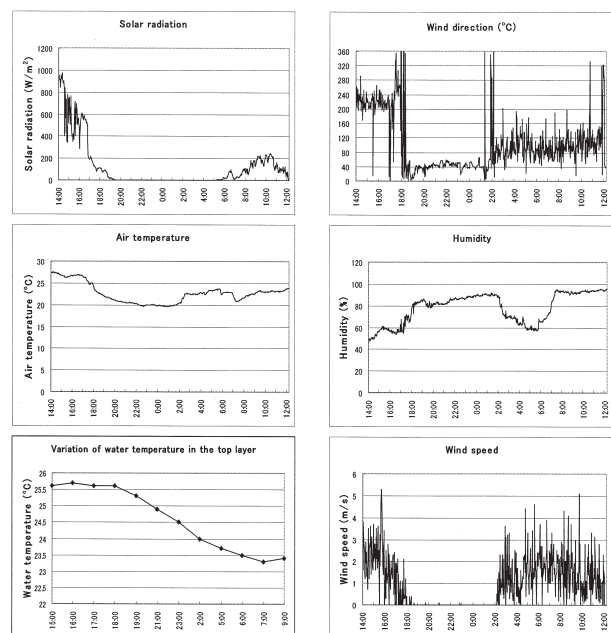 Solar radiation
Solar radiation (W/m²)
1200
1000
800
600
400
200
0
14:00 16:00 18:00 20:00 22:00 0:00 2:00 4:00 6:00 8:00 10:00 12:00
Wind direction (°C)
360
320
280
240
200
160
120
80
40
0
14:00 16:00 18:00 20:00 22:00 0:00 2:00 4:00 6:00 8:00 10:00 12:00
Air temperature
Air temperature (°C)
30
25
20
15
10
5
0
14:00 16:00 18:00 20:00 22:00 0:00 2:00 4:00 6:00 8:00 10:00 12:00
Humidity
Humidity (%)
120
100
80
60
40
20
0
14:00 16:00 18:00 20:00 22:00 0:00 2:00 4:00 6:00 8:00 10:00 12:00
Variation of water temperature in the top layer
Water temperature (°C)
26
25.5
25
24.5
24
23.5
23
22.5
22
15:00 16:00 17:00 18:00 19:00 21:00 23:00 2:00 4:00 5:00 6:00 7:00 9:00
Wind speed
Wind speed (m/s)
6
5
4
3
2
1
0
14:00 16:00 18:00 20:00 22:00 0:00 2:00 4:00 6:00 8:00 10:00 12:00